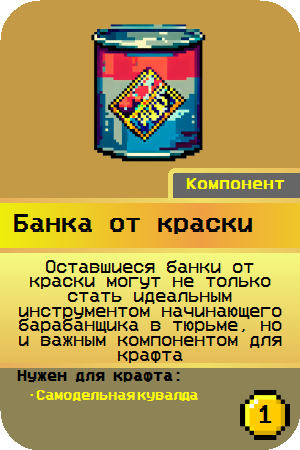 Компонент
Банка от краски
Оставшиеся банки от
краски могут не только
стать идеальным
инструментом начинающего
барабанщика в тюрьме, но
и важным компонентом для
крафта
Нужен для крафта:
·Самодельная кувалда
1